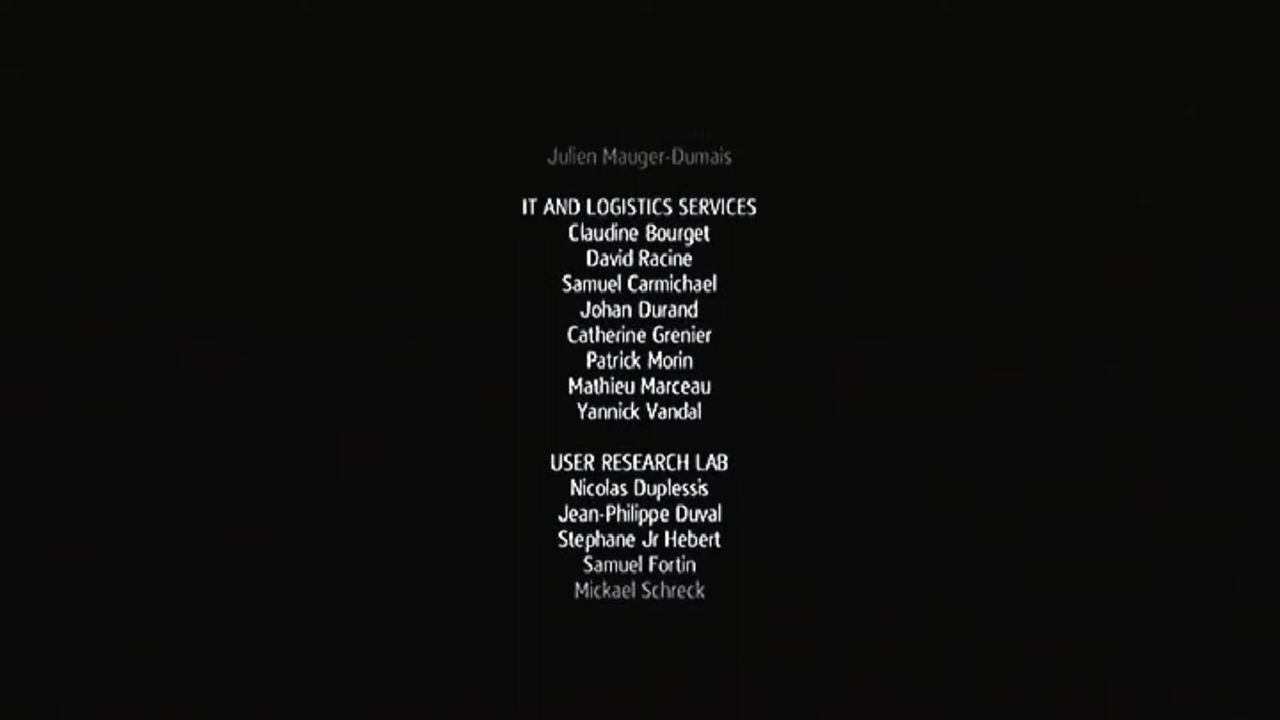 Julien Mauger-Dumais
IT AND LOGISTICS SERVICES
Claudine Bourget
David Racine
Samuel Carmichael
Johan Durand
Catherine Grenier
Patrick Morin
Mathieu Marceau
Yannick Vandal
USER RESEARCH LAB
Nicolas Duplessis
Jean-Philippe Duval
Stephane Jr Hebert
Samuel Fortin
Mickael Schreck